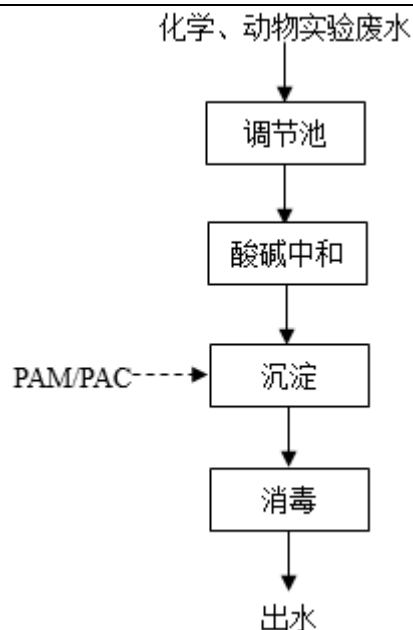 化学、动物实验废水
调节池
酸碱中和
PAM/PAC
沉淀
消毒
出水